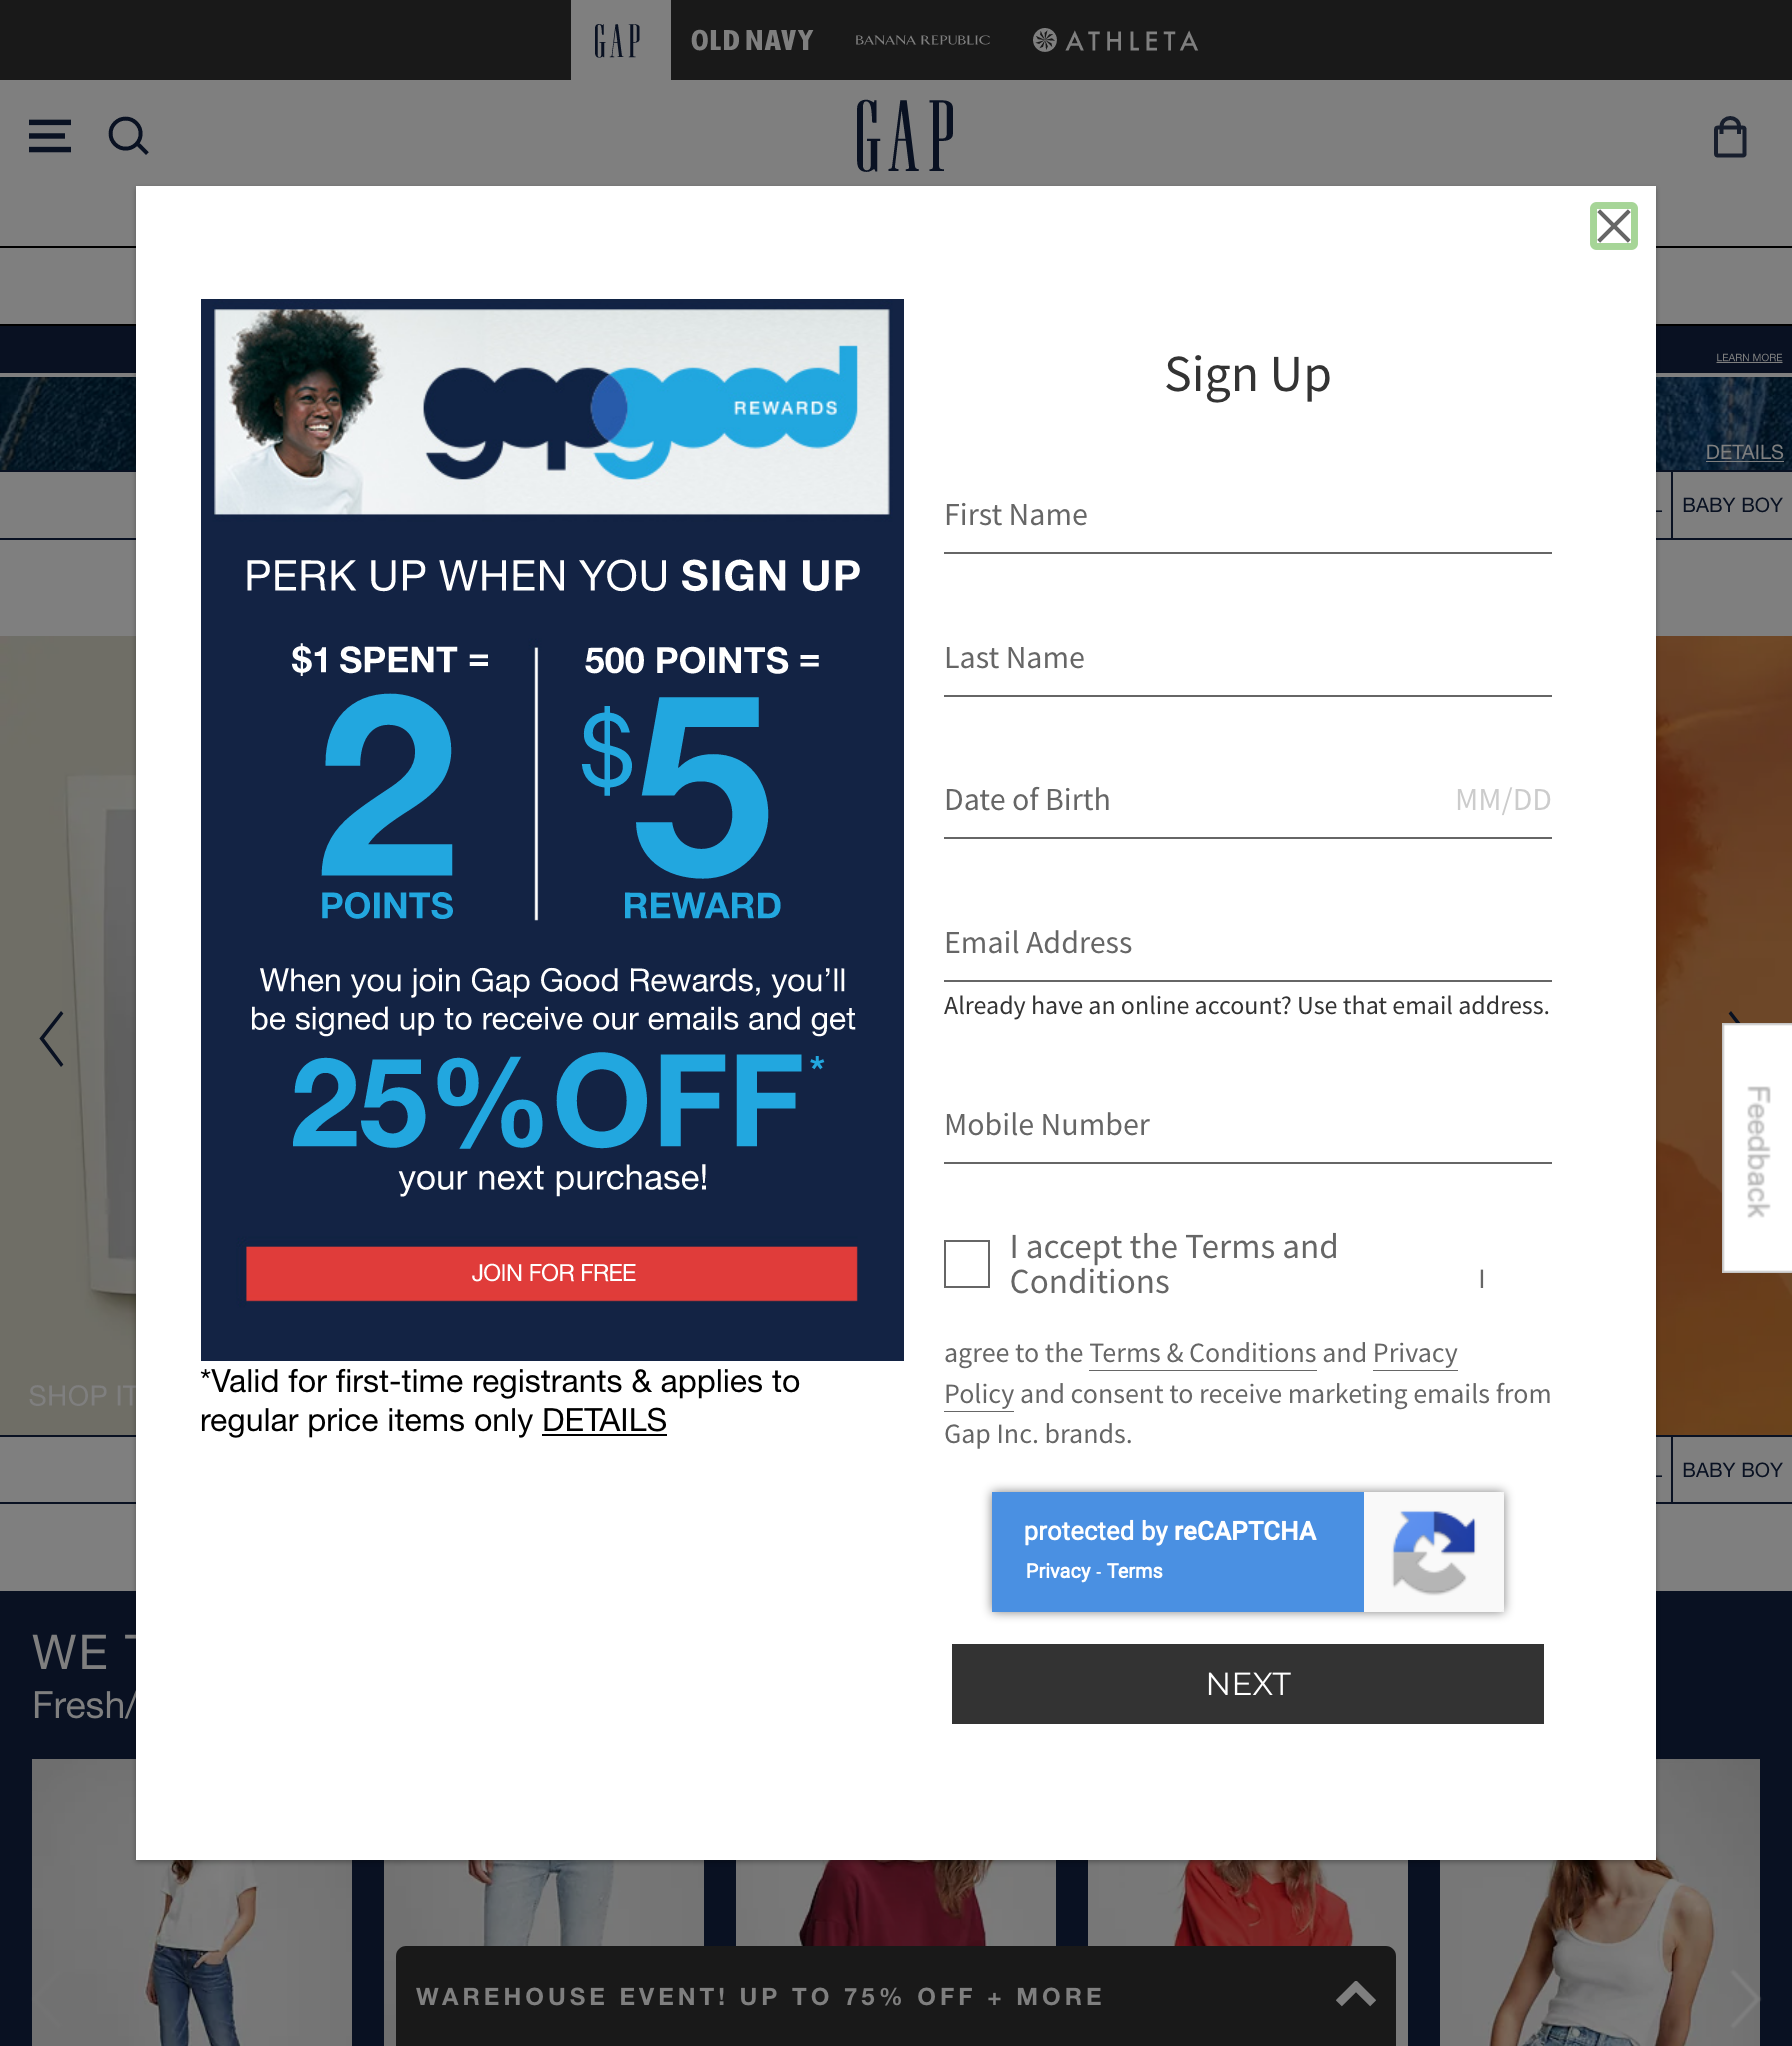 GAP OLD NAVY BANANA REPUBLIC ATHLETA
GAP
LEARN MORE
DETAILS
BABY BOY
gapgood
REWARDS
PERK UP WHEN YOU SIGN UP
$1 SPENT =
2
POINTS
500 POINTS =
$5
REWARD
When you join Gap Good Rewards, you’ll
be signed up to receive our emails and get
25%OFF*
your next purchase!
JOIN FOR FREE
*Valid for first-time registrants & applies to
regular price items only DETAILS
Sign Up
First Name
Last Name
Date of Birth MM/DD
Email Address
Already have an online account? Use that email address.
Mobile Number
I accept the Terms and
Conditions I
agree to the Terms & Conditions and Privacy
Policy and consent to receive marketing emails from
Gap Inc. brands.
protected by reCAPTCHA
Privacy - Terms
NEXT
Feedback
SHOP IT
BABY BOY
WE
Fresh/
WAREHOUSE EVENT! UP TO 75% OFF + MORE